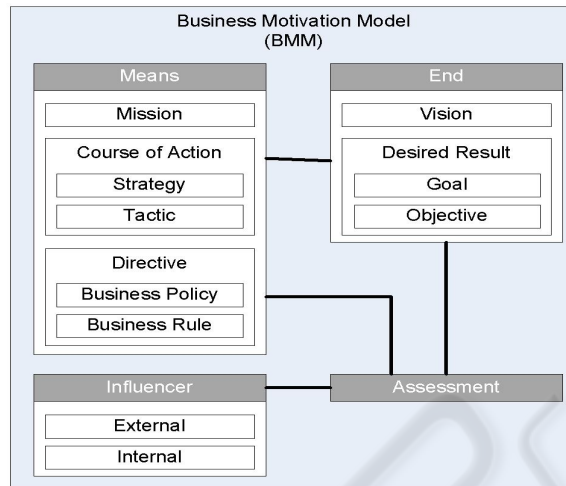 Business Motivation Model
(BMM)
Means
Mission
Course of Action
Strategy
Tactic
Directive
Business Policy
Business Rule
End
Vision
Desired Result
Goal
Objective
Influencer
External
Internal
Assessment